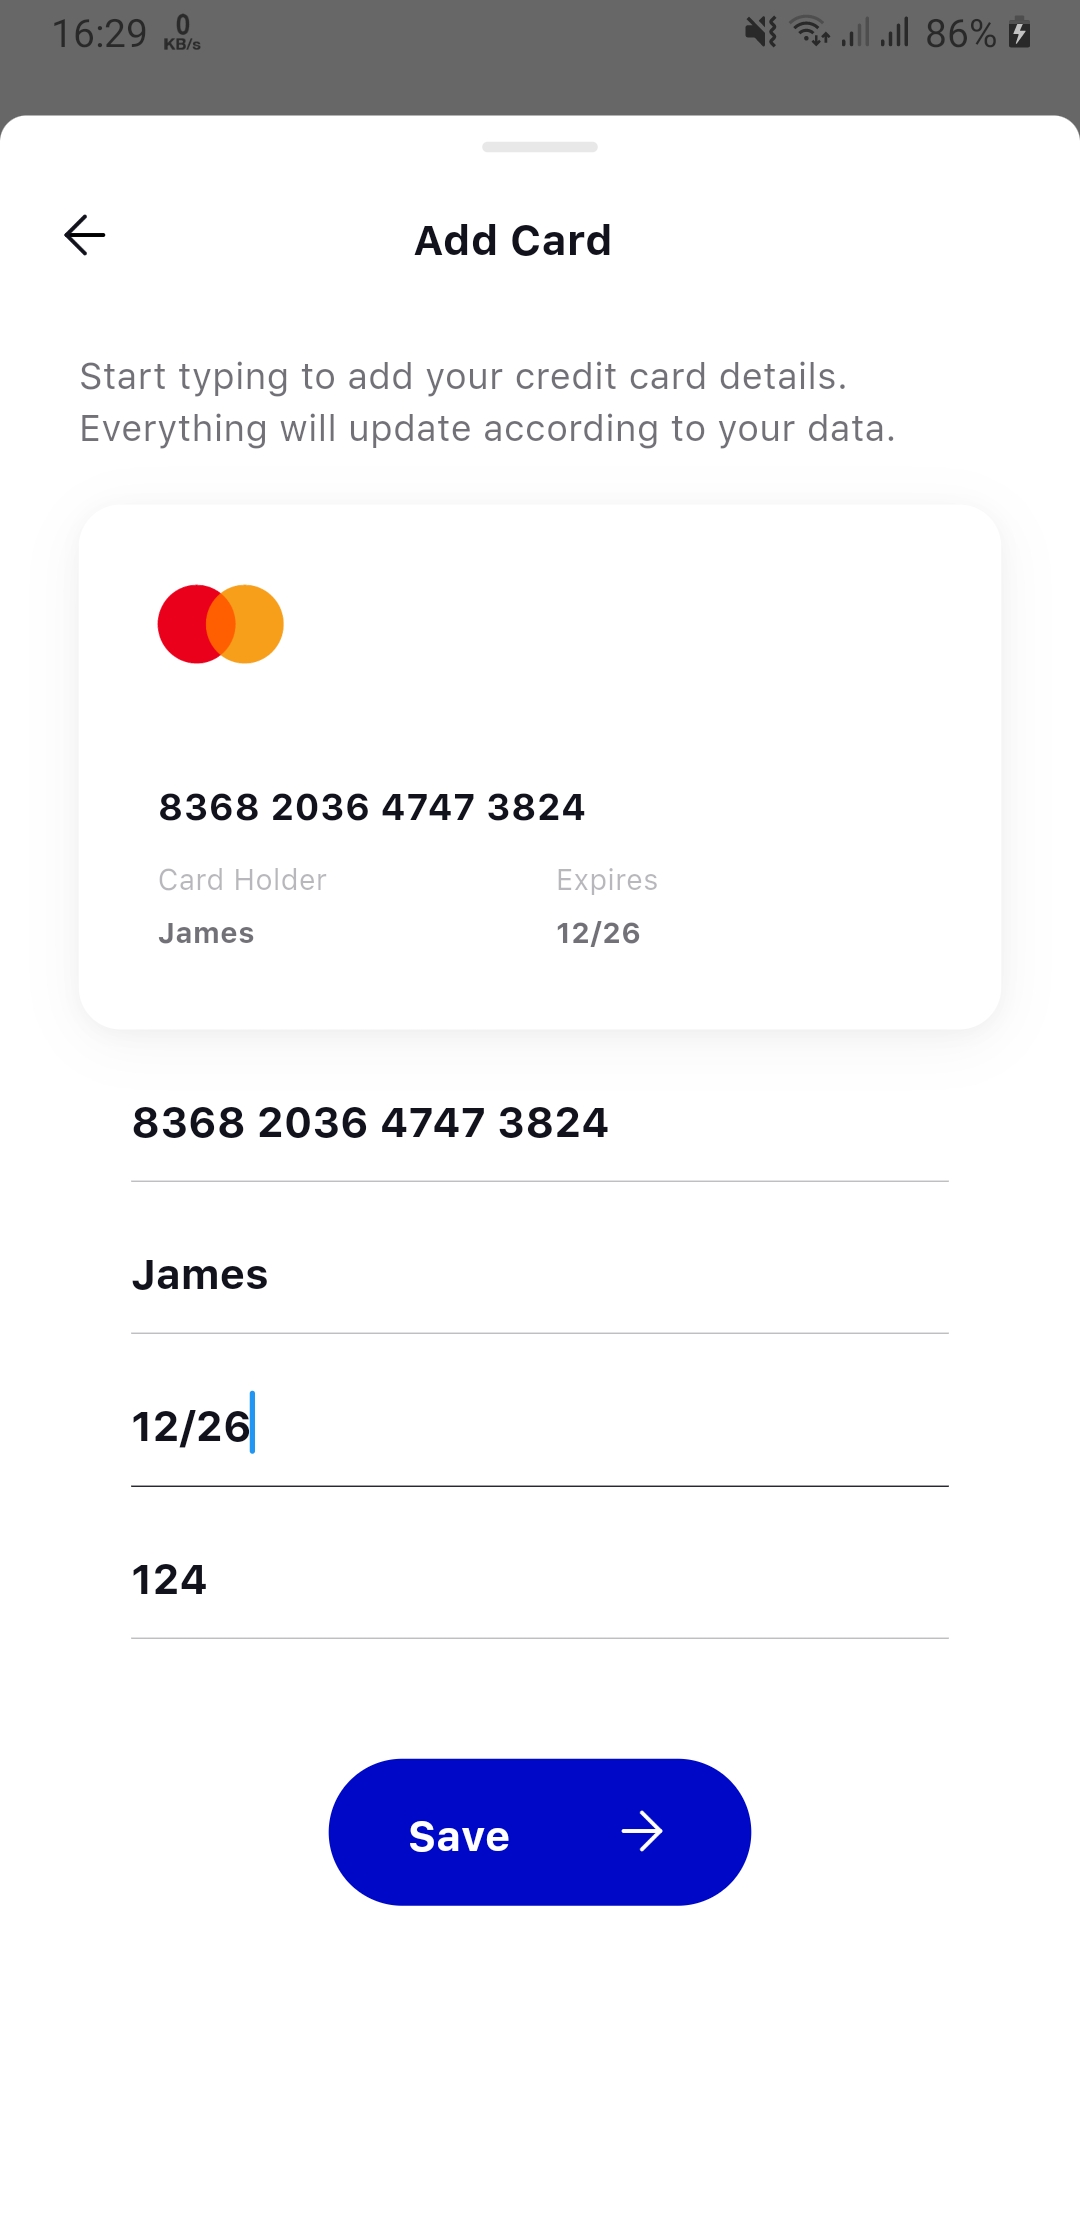 16:29 0 KB/s 86%
Add Card
Start typing to add your credit card details.
Everything will update according to your data.
8368 2036 4747 3824
Card Holder Expires
James 12/26
8368 2036 4747 3824
James
12/26
124
Save